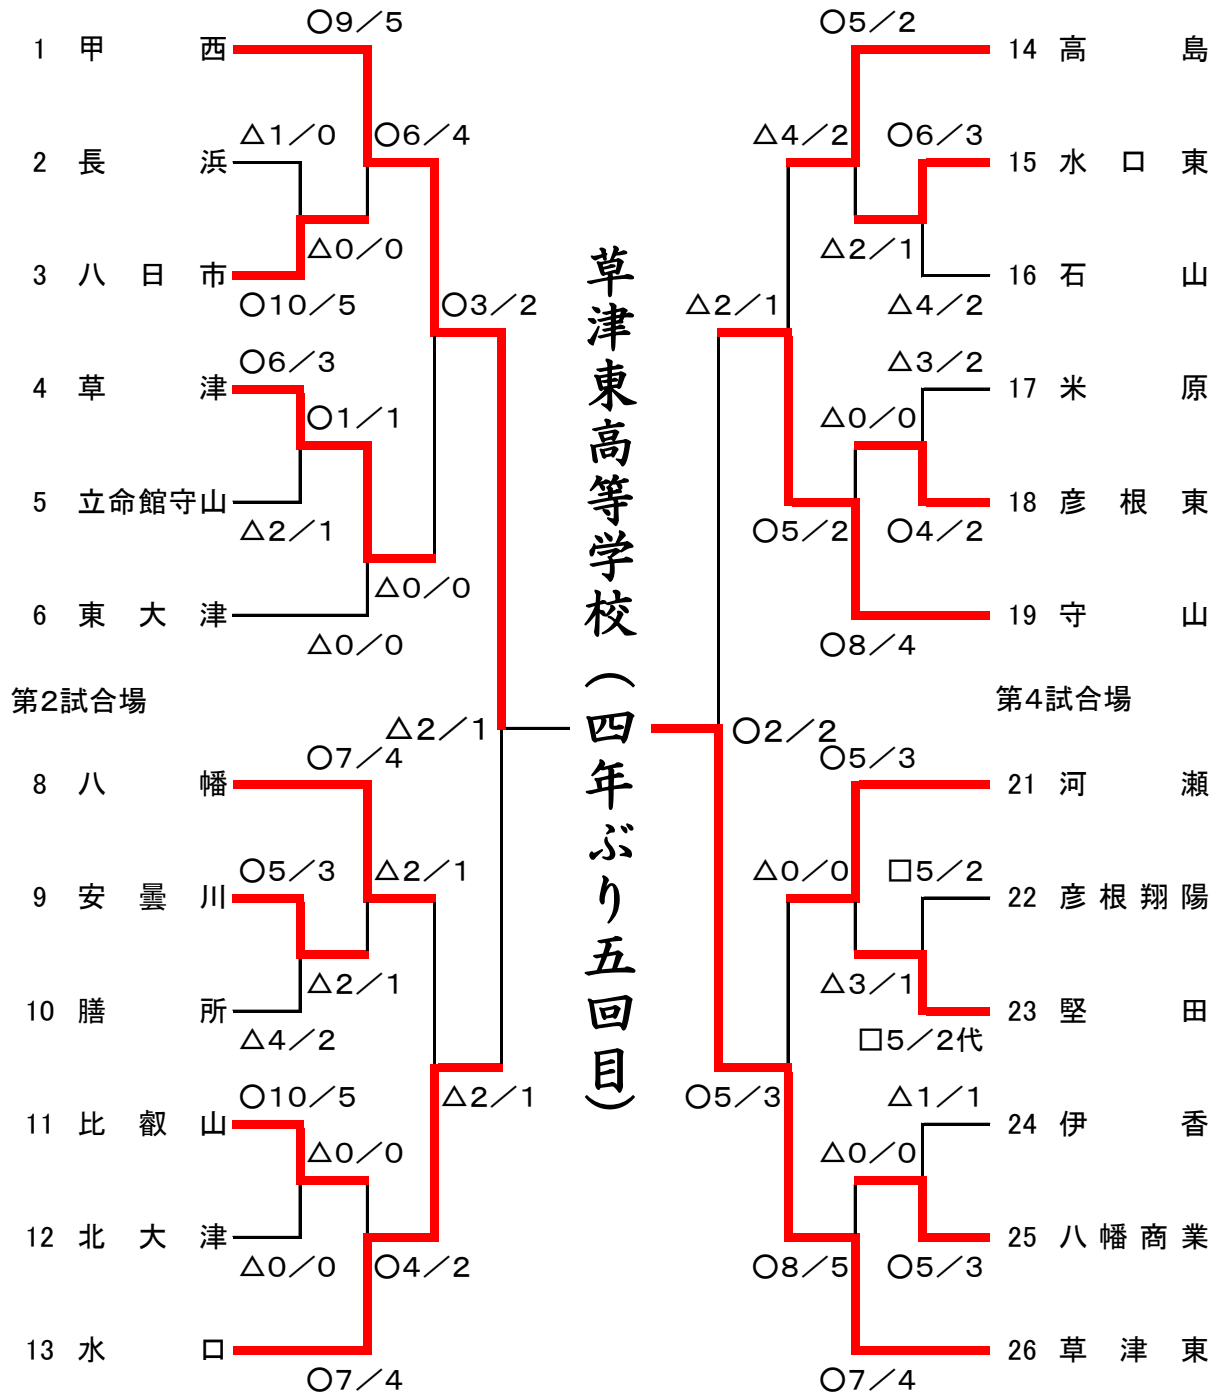 ○9／5
1 甲西
△1／0
○6／4
2 長浜
△0／0
3 八日市
○10／5
○3／2
○6／3
4 草津
○1／1
5 立命館守山
△2／1
△0／0
6 東大津
△0／0
第2試合場
△2／1
○7／4
8 八幡
○5／3
△2／1
9 安曇川
△2／1
10 膳所
△4／2
○10／5
△2／1
11 比叡山
△0／0
12 北大津
△0／0
○4／2
13 水口
○7／4
草津東高等学校（四年ぶり五回目）
○5／2
14 高島
△4／2
○6／3
15 水口東
△2／1
16 石山
△2／1
△4／2
△3／2
17 米原
△0／0
18 彦根東
○5／2
○4／2
19 守山
○8／4
第4試合場
○2／2
○5／3
21 河瀬
△0／0
□5／2
22 彦根翔陽
△3／1
23 堅田
□5／2代
○5／3
△1／1
24 伊香
△0／0
25 八幡商業
○8／5
○5／3
26 草津東
○7／4